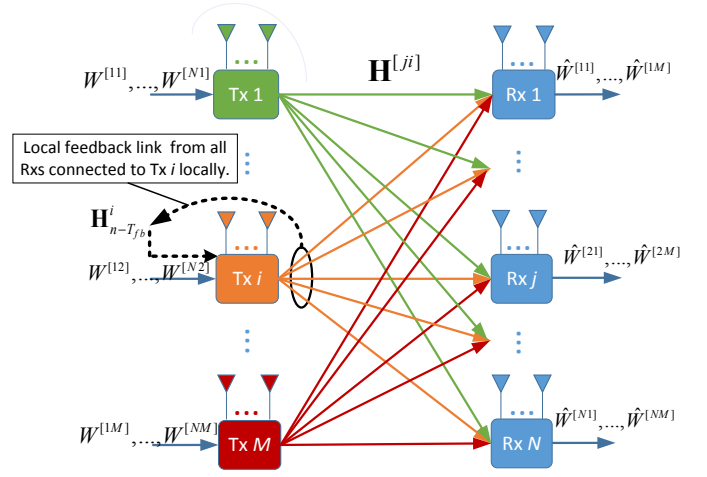 W^{[11]},...,W^{[N1]}
Tx 1
H^{[ji]}
Rx 1
Ŵ^{[11]},...,Ŵ^{[1M]}
Local feedback link from all
Rxs connected to Tx i locally.
H^{i}_{n-T_{fb}}
W^{[12]},...,W^{[N2]}
Tx i
Rx j
Ŵ^{[21]},...,Ŵ^{[2M]}
W^{[1M]},...,W^{[NM]}
Tx M
Rx N
Ŵ^{[N1]},...,Ŵ^{[NM]}